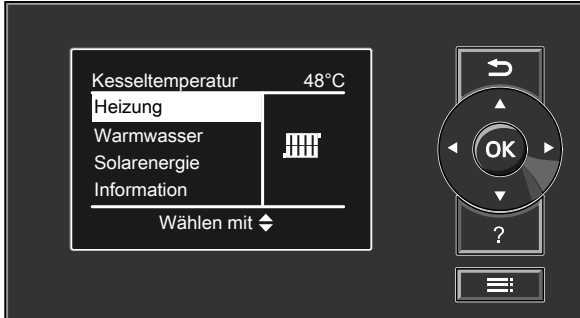 Kesseltemperatur 48°C
Heizung
Warmwasser
Solarenergie
Information
Wählen mit
OK
?